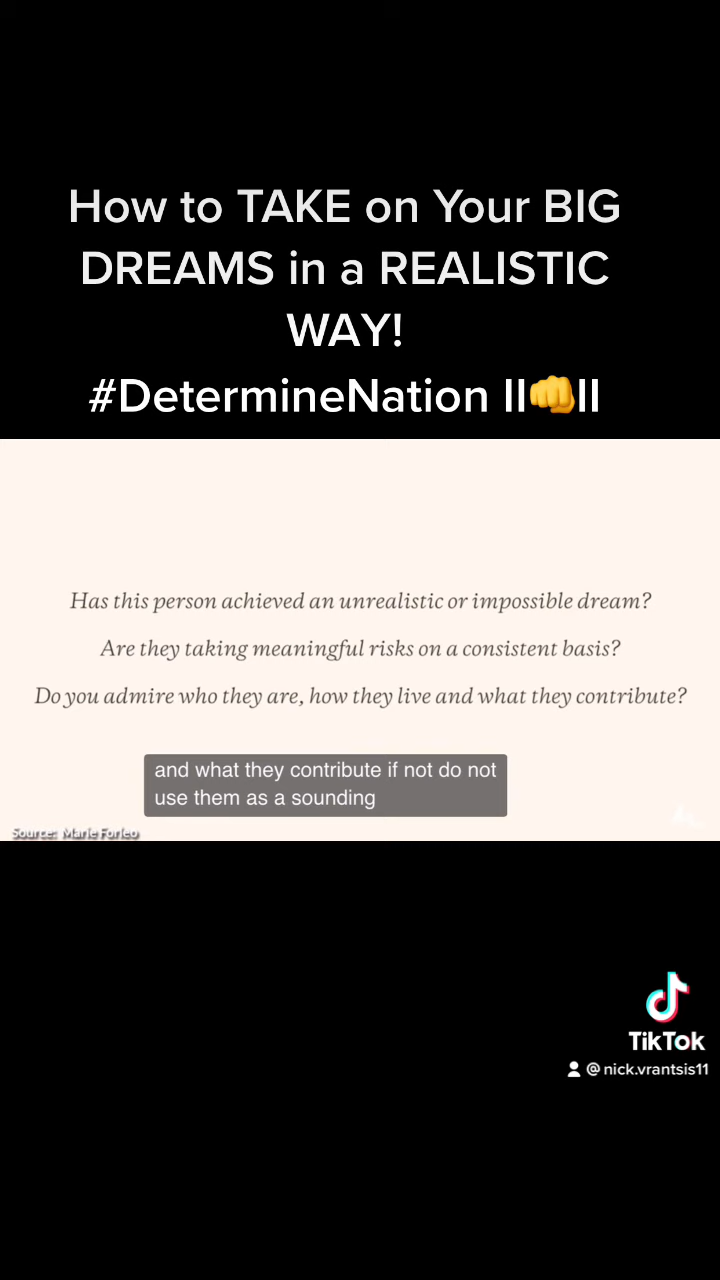 How to TAKE on Your BIG
DREAMS in a REALISTIC
WAY!
#DetermineNation II👊II
Has this person achieved an unrealistic or impossible dream?
Are they taking meaningful risks on a consistent basis?
Do you admire who they are, how they live and what they contribute?
and what they contribute if not do not
use them as a sounding
Source: Marie Forleo
TikTok
@nick.vrantsis11